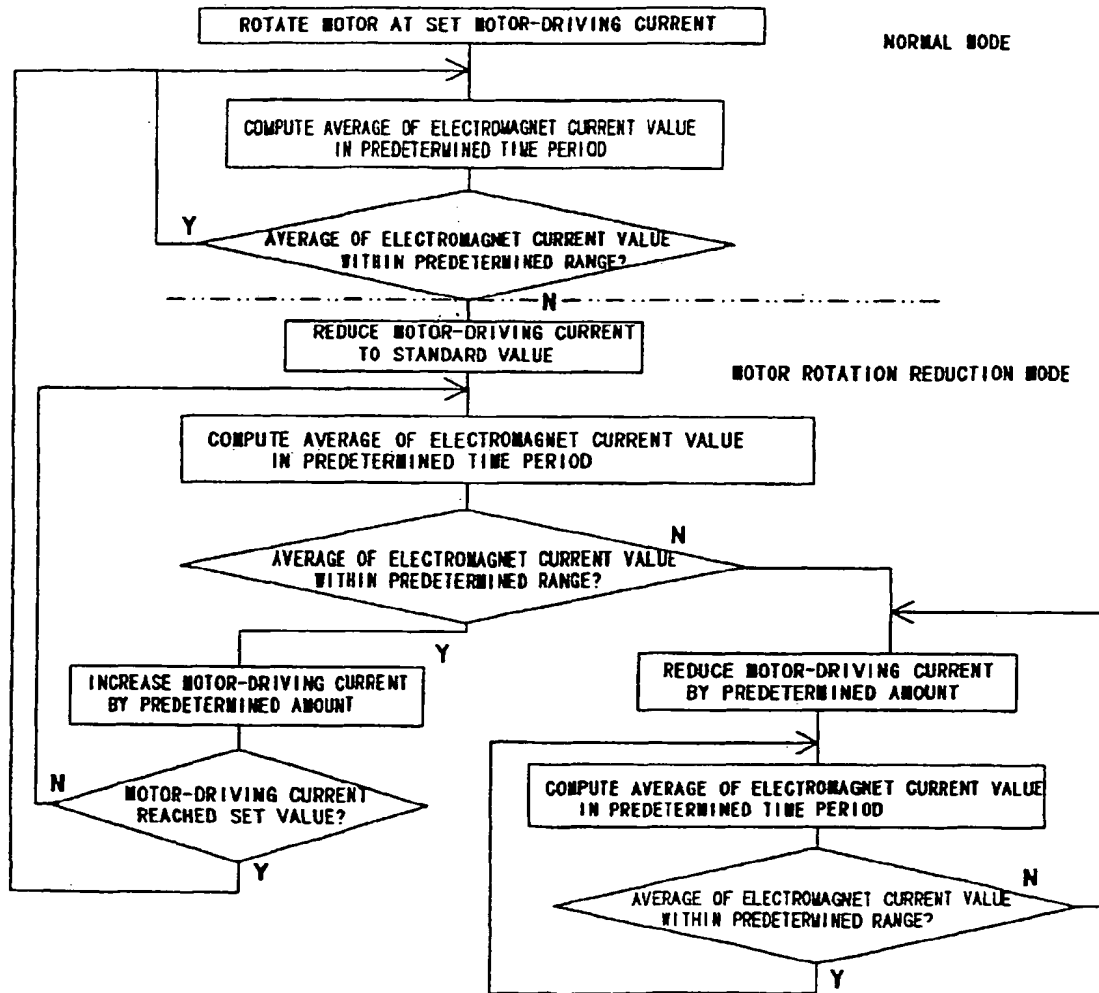 ROTATE MOTOR AT SET MOTOR-DRIVING CURRENT
NORMAL MODE
COMPUTE AVERAGE OF ELECTROMAGNET CURRENT VALUE
IN PREDETERMINED TIME PERIOD
Y
AVERAGE OF ELECTROMAGNET CURRENT VALUE
WITHIN PREDETERMINED RANGE?
N
REDUCE MOTOR-DRIVING CURRENT
TO STANDARD VALUE
MOTOR ROTATION REDUCTION MODE
COMPUTE AVERAGE OF ELECTROMAGNET CURRENT VALUE
IN PREDETERMINED TIME PERIOD
N
AVERAGE OF ELECTROMAGNET CURRENT VALUE
WITHIN PREDETERMINED RANGE?
Y
INCREASE MOTOR-DRIVING CURRENT
BY PREDETERMINED AMOUNT
REDUCE MOTOR-DRIVING CURRENT
BY PREDETERMINED AMOUNT
N
MOTOR-DRIVING CURRENT
REACHED SET VALUE?
Y
COMPUTE AVERAGE OF ELECTROMAGNET CURRENT VALUE
IN PREDETERMINED TIME PERIOD
N
AVERAGE OF ELECTROMAGNET CURRENT VALUE
WITHIN PREDETERMINED RANGE?
Y